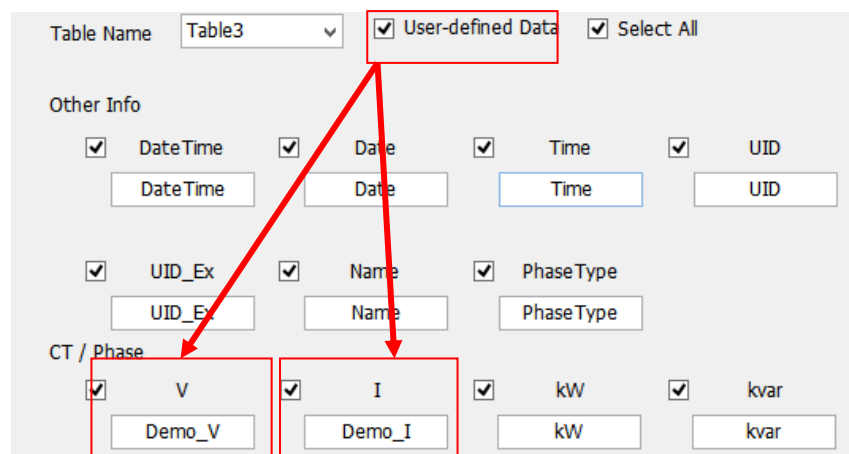 Table Name Table3 User-defined Data Select All
Other Info
DateTime Date Time UID
DateTime Date Time UID
UID_Ex Name PhaseType
UID_Ex Name PhaseType
CT / Phase
V I kW kvar
Demo_V Demo_I kW kvar